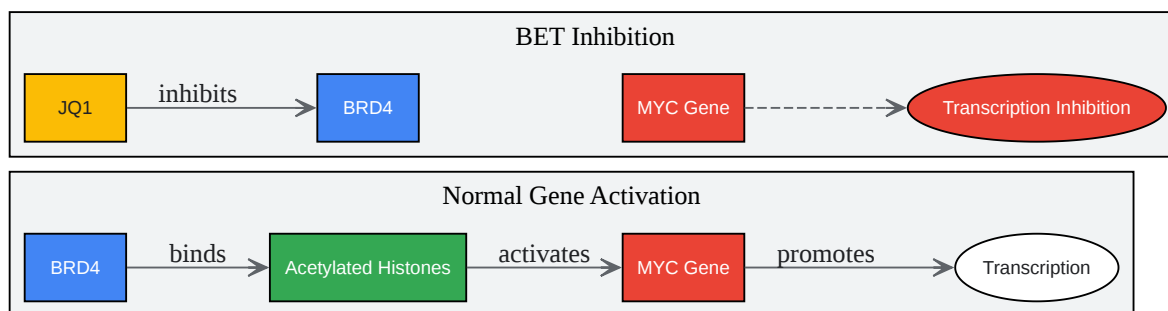 BET Inhibition
JQ1 inhibits BRD4 MYC Gene Transcription Inhibition
Normal Gene Activation
BRD4 binds Acetylated Histones activates MYC Gene promotes Transcription